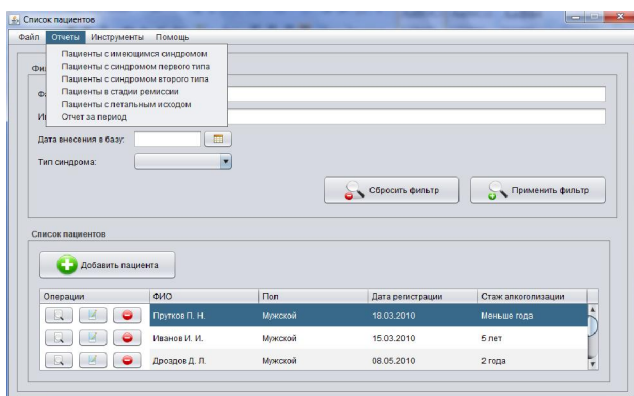 Список пациентов
Файл Отчеты Инструменты Помощь
Пациенты с имеющимся синдромом
Пациенты с синдромом первого типа
Пациенты с синдромом второго типа
Пациенты в стадии ремиссии
Пациенты с летальным исходом
Отчет за период
Дата внесения в базу:
Тип синдрома:
Сбросить фильтр Применить фильтр
Список пациентов
Добавить пациента
Операции ФИО Пол Дата регистрации Стаж алкоголизации
Прутков П. Н. Мужской 18.03.2010 Меньше года
Иванов И. И. Мужской 15.03.2010 5 лет
Дроздов Д. Л. Мужской 08.05.2010 2 года